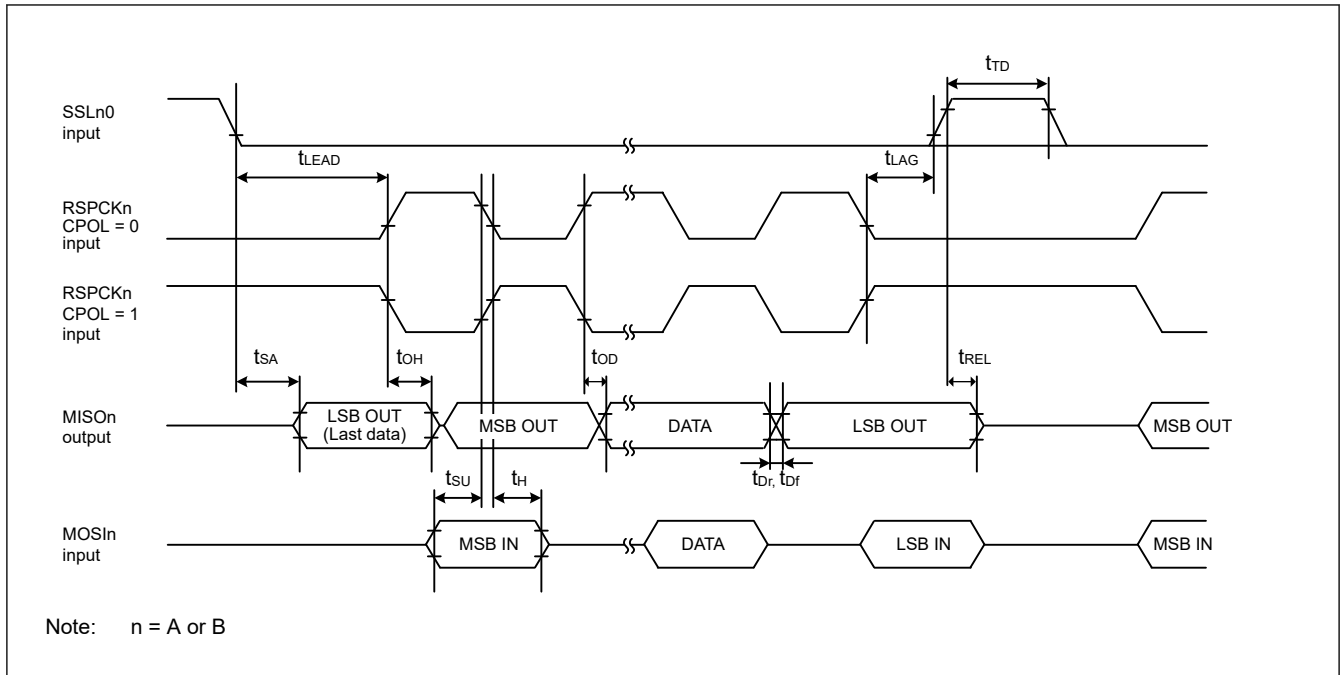 tTD
SSLn0
input
tLEAD
tLAG
RSPCKn
CPOL = 0
input
RSPCKn
CPOL = 1
input
tSA
tOH
tOD
tREL
MISOn
output
LSB OUT
(Last data)
MSB OUT
DATA
LSB OUT
MSB OUT
tSU
tH
tDr, tDf
MOSIn
input
MSB IN
DATA
LSB IN
MSB IN
Note: n = A or B